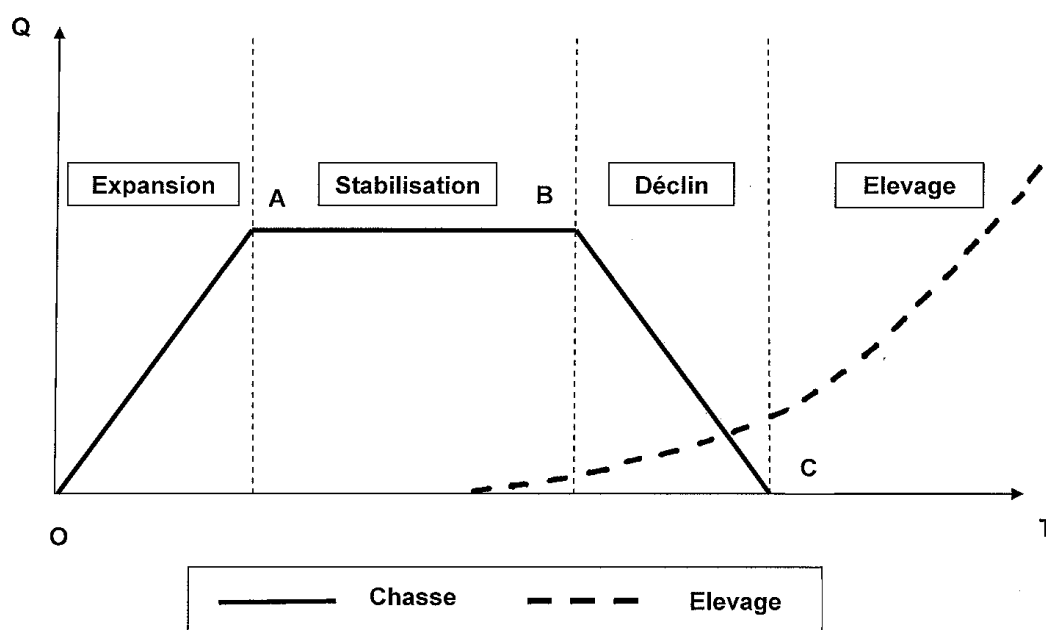 Q
Expansion
Stabilisation
Déclin
Elevage
A
B
C
O
T
Chasse
Elevage